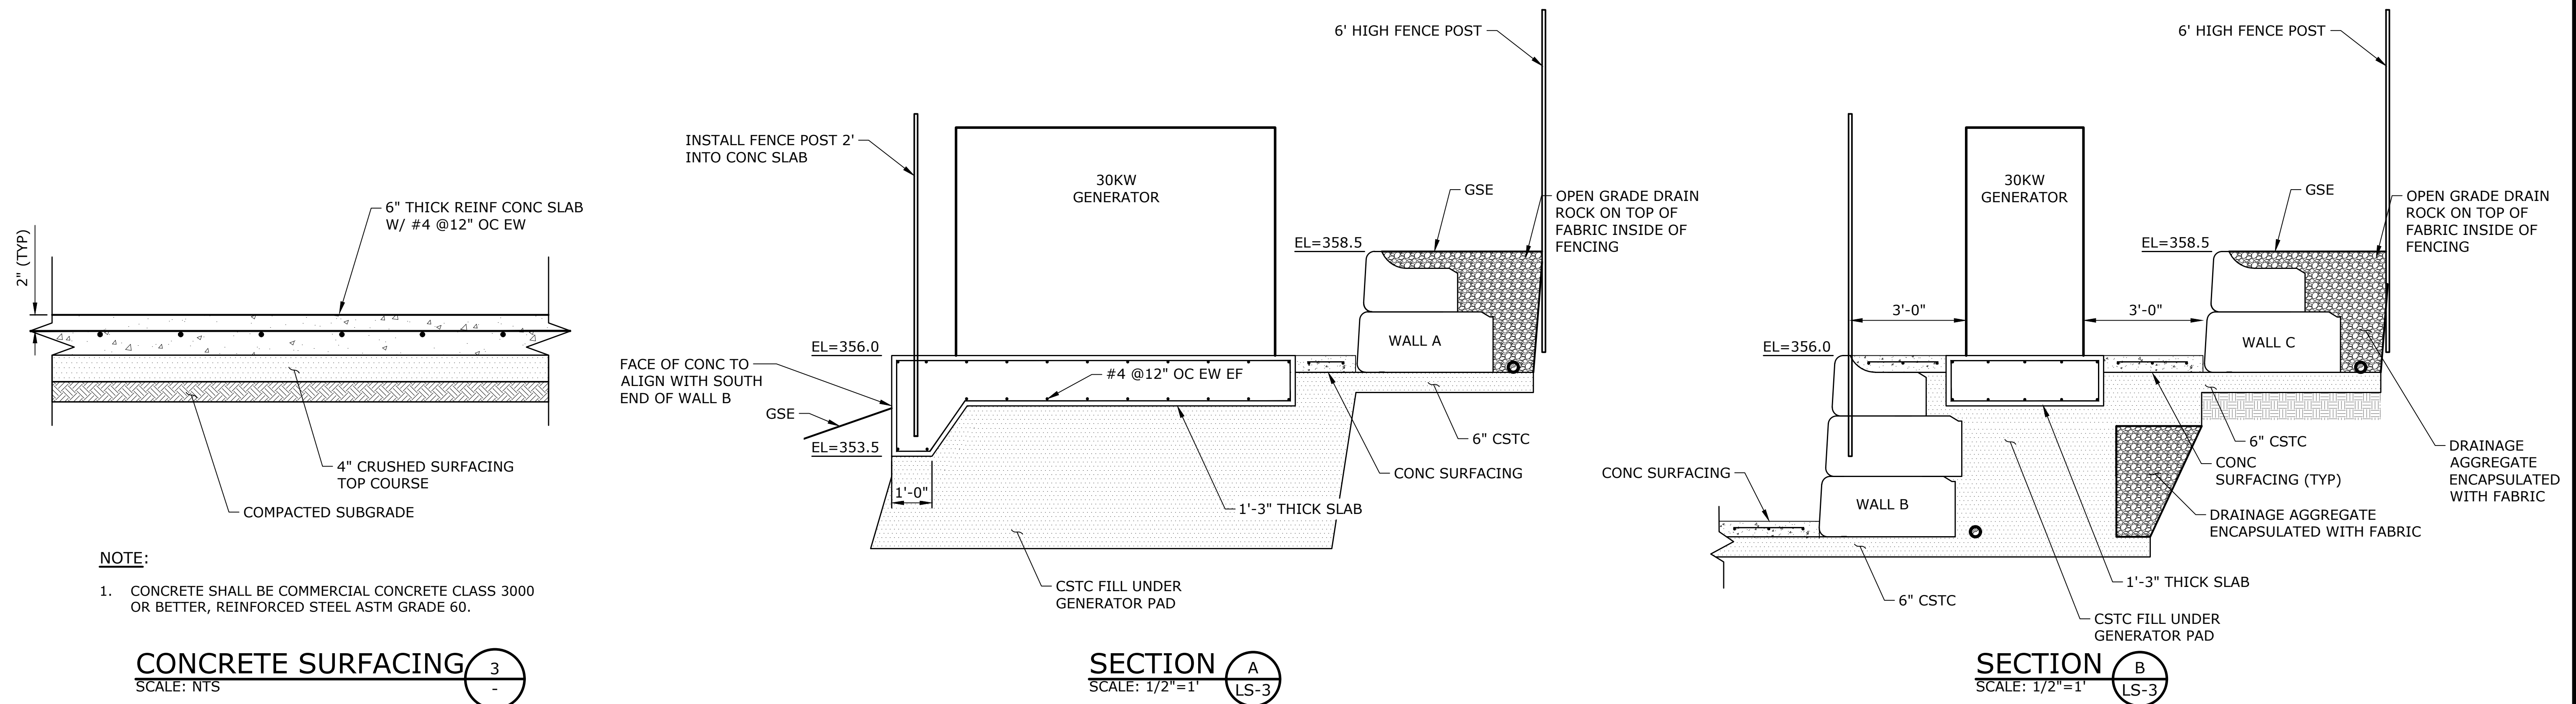 2" (TYP)
6" THICK REINF CONC SLAB
W/ #4 @12" OC EW
4" CRUSHED SURFACING
TOP COURSE
COMPACTED SUBGRADE
NOTE:
1. CONCRETE SHALL BE COMMERCIAL CONCRETE CLASS 3000
OR BETTER, REINFORCED STEEL ASTM GRADE 60.
CONCRETE SURFACING
3
-
SCALE: NTS
6' HIGH FENCE POST
INSTALL FENCE POST 2'
INTO CONC SLAB
30KW
GENERATOR
GSE
OPEN GRADE DRAIN
ROCK ON TOP OF
FABRIC INSIDE OF
FENCING
EL=358.5
WALL A
EL=356.0
FACE OF CONC TO
ALIGN WITH SOUTH
END OF WALL B
#4 @12" OC EW EF
GSE
EL=353.5
6" CSTC
CONC SURFACING
1'-0"
1'-3" THICK SLAB
CSTC FILL UNDER
GENERATOR PAD
SECTION
A
LS-3
SCALE: 1/2"=1'
6' HIGH FENCE POST
30KW
GENERATOR
GSE
OPEN GRADE DRAIN
ROCK ON TOP OF
FABRIC INSIDE OF
FENCING
EL=358.5
3'-0"
3'-0"
EL=356.0
WALL C
CONC SURFACING
WALL B
6" CSTC
CONC
SURFACING (TYP)
DRAINAGE
AGGREGATE
ENCAPSULATED
WITH FABRIC
DRAINAGE AGGREGATE
ENCAPSULATED WITH FABRIC
1'-3" THICK SLAB
6" CSTC
CSTC FILL UNDER
GENERATOR PAD
SECTION
B
LS-3
SCALE: 1/2"=1'